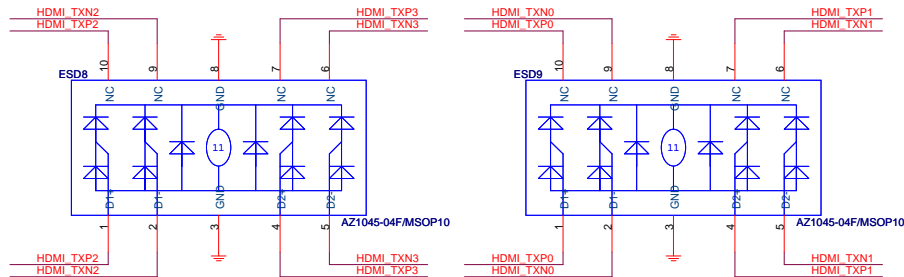 HDMI_TXN2
HDMI_TXP2
HDMI_TXP3
HDMI_TXN3
10
9
8
7
6
ESD8
NC
NC
GND
NC
NC
11
D1+
D1-
GND
D2+
D2-
AZ1045-04F/MSOP10
1
2
3
4
5
HDMI_TXP2
HDMI_TXN2
HDMI_TXN3
HDMI_TXP3
HDMI_TXN0
HDMI_TXP0
HDMI_TXP1
HDMI_TXN1
10
9
8
7
6
ESD9
NC
NC
GND
NC
NC
11
D1+
D1-
GND
D2+
D2-
AZ1045-04F/MSOP10
1
2
3
4
5
HDMI_TXP0
HDMI_TXN0
HDMI_TXN1
HDMI_TXP1